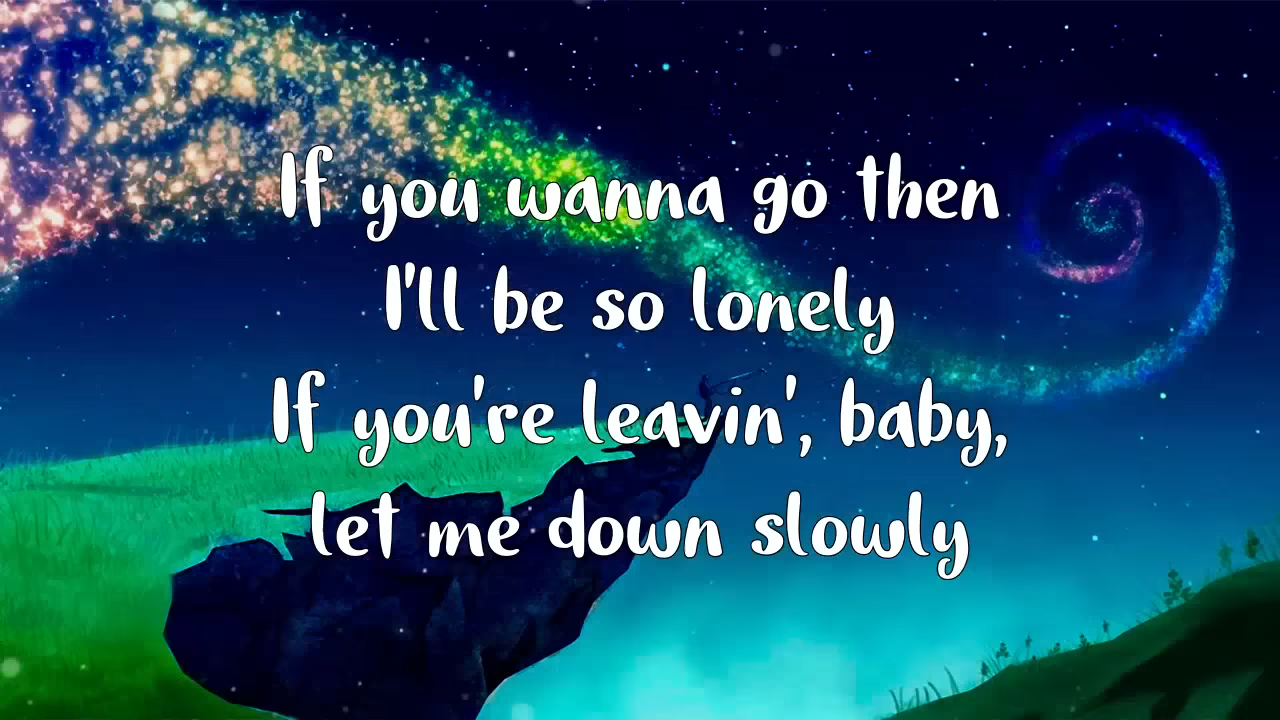 If you wanna go then
I'll be so lonely
If you're leavin', baby,
let me down slowly